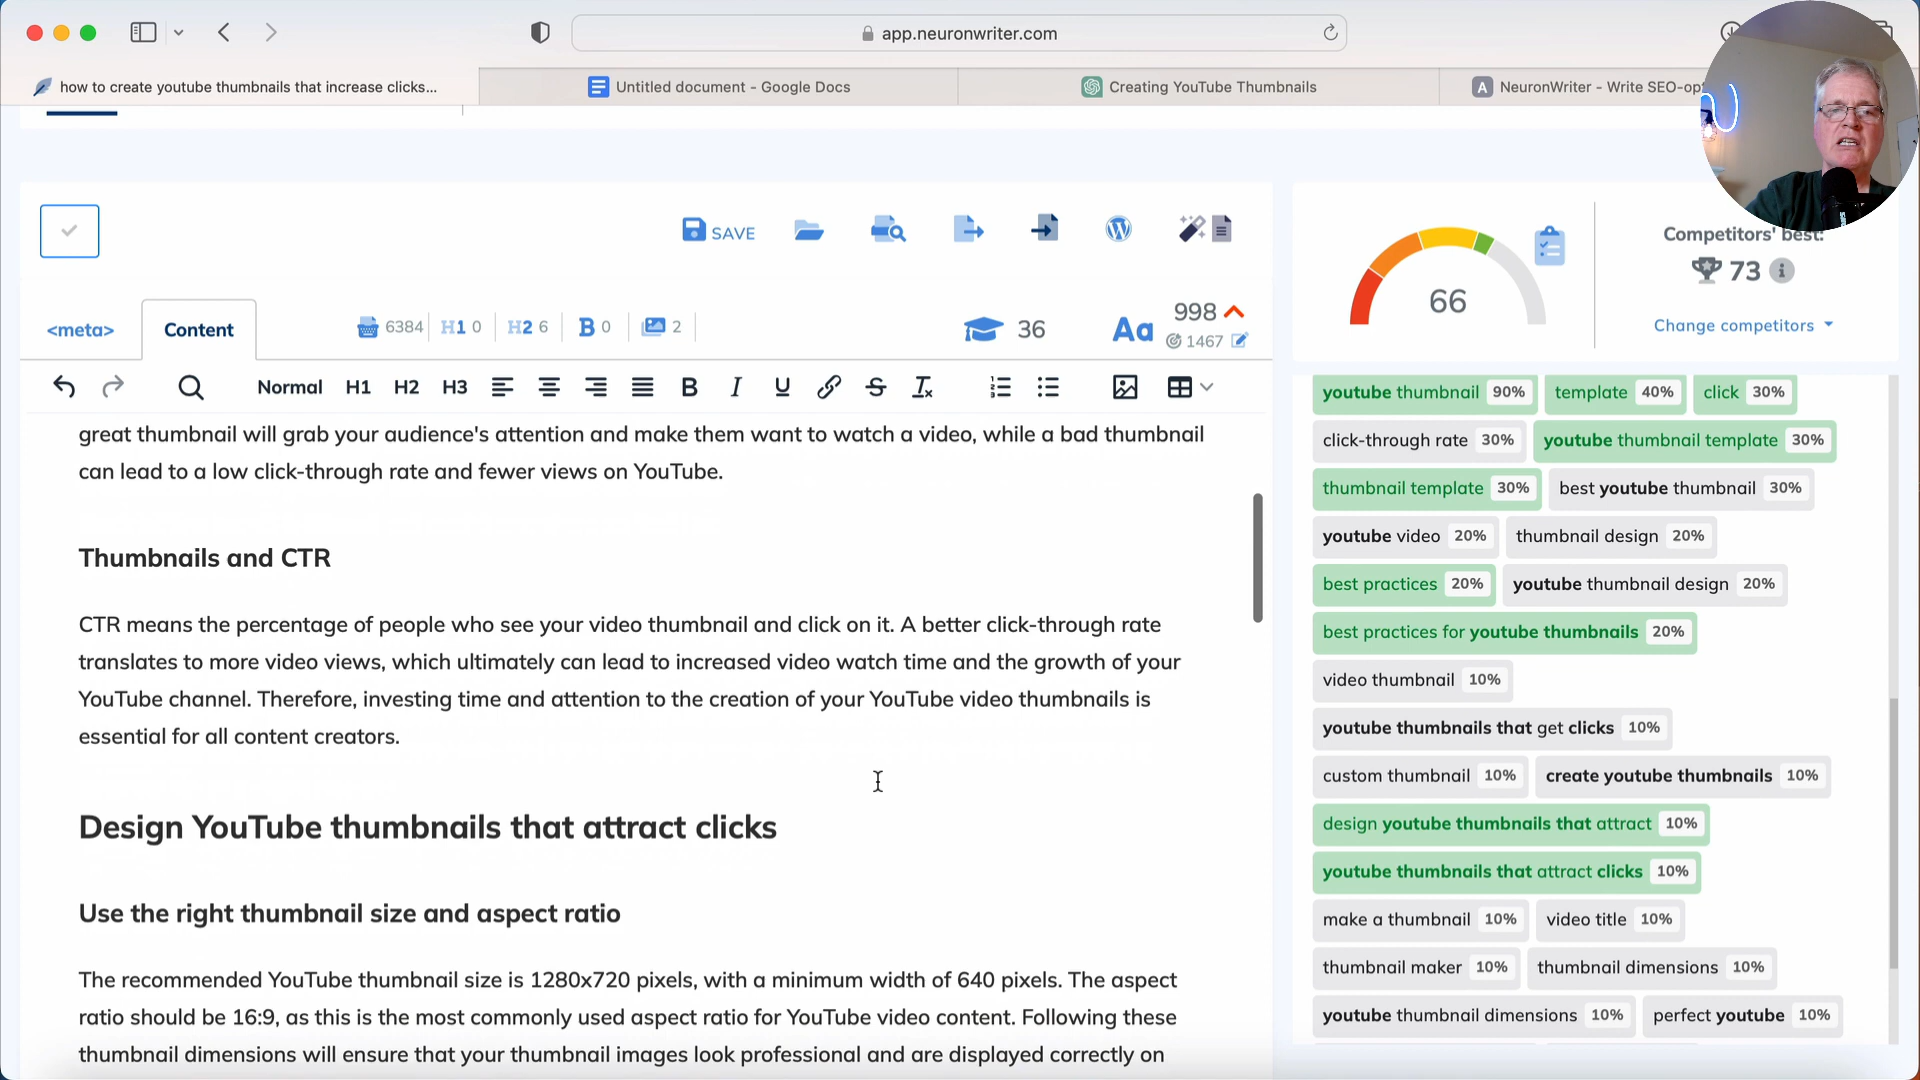 app.neuronwriter.com
how to create youtube thumbnails that increase clicks...
Untitled document - Google Docs
Creating YouTube Thumbnails
NeuronWriter - Write SEO-op
SAVE
<meta>
Content
6384
H1 0
H2 6
B 0
2
36
Aa
998
1467
Normal
H1
H2
H3
great thumbnail will grab your audience's attention and make them want to watch a video, while a bad thumbnail
can lead to a low click-through rate and fewer views on YouTube.
Thumbnails and CTR
CTR means the percentage of people who see your video thumbnail and click on it. A better click-through rate
translates to more video views, which ultimately can lead to increased video watch time and the growth of your
YouTube channel. Therefore, investing time and attention to the creation of your YouTube video thumbnails is
essential for all content creators.
Design YouTube thumbnails that attract clicks
Use the right thumbnail size and aspect ratio
The recommended YouTube thumbnail size is 1280x720 pixels, with a minimum width of 640 pixels. The aspect
ratio should be 16:9, as this is the most commonly used aspect ratio for YouTube video content. Following these
thumbnail dimensions will ensure that your thumbnail images look professional and are displayed correctly on
66
Competitors' best:
73
Change competitors
youtube thumbnail 90% template 40% click 30%
click-through rate 30% youtube thumbnail template 30%
thumbnail template 30% best youtube thumbnail 30%
youtube video 20% thumbnail design 20%
best practices 20% youtube thumbnail design 20%
best practices for youtube thumbnails 20%
video thumbnail 10%
youtube thumbnails that get clicks 10%
custom thumbnail 10% create youtube thumbnails 10%
design youtube thumbnails that attract 10%
youtube thumbnails that attract clicks 10%
make a thumbnail 10% video title 10%
thumbnail maker 10% thumbnail dimensions 10%
youtube thumbnail dimensions 10% perfect youtube 10%